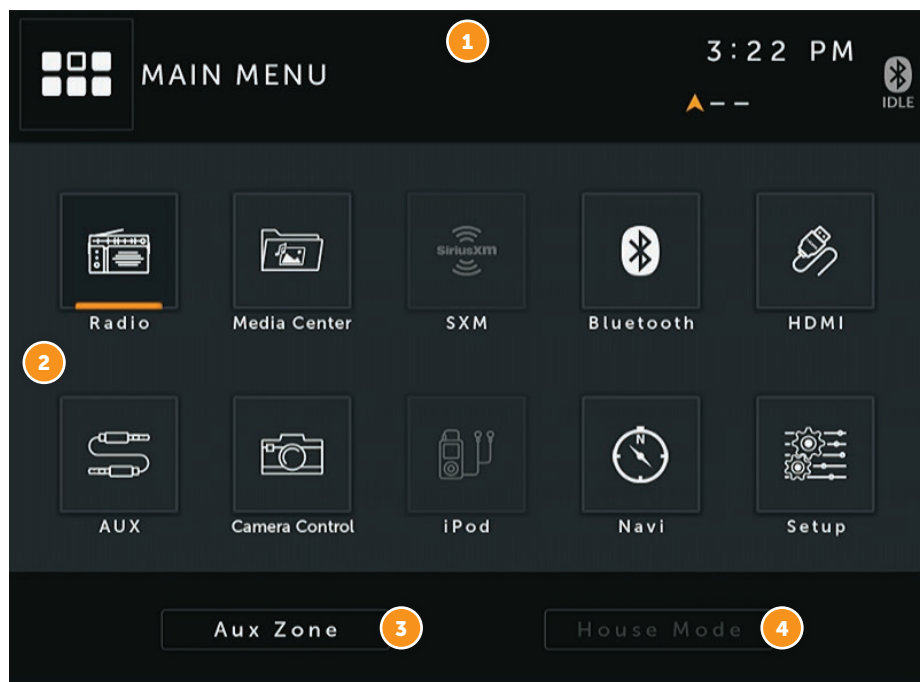 1
3:22 PM
MAIN MENU
--
IDLE
SiriusXM
Radio Media Center SXM Bluetooth HDMI
2
N
AUX Camera Control iPod Navi Setup
Aux Zone 3 House Mode 4